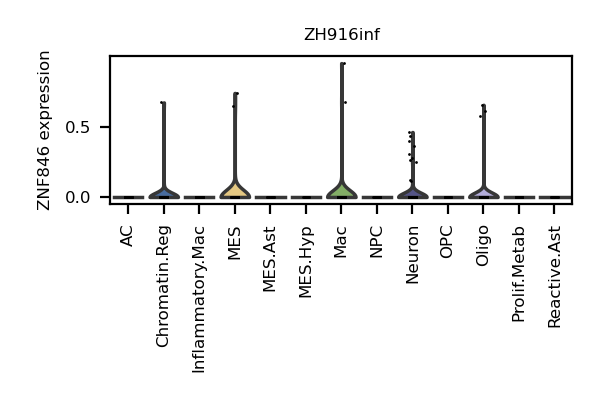 ZH916inf
ZNF846 expression
0.5
0.0
AC
Chromatin.Reg
Inflammatory.Mac
MES
MES.Ast
MES.Hyp
Mac
NPC
Neuron
OPC
Oligo
Prolif.Metab
Reactive.Ast